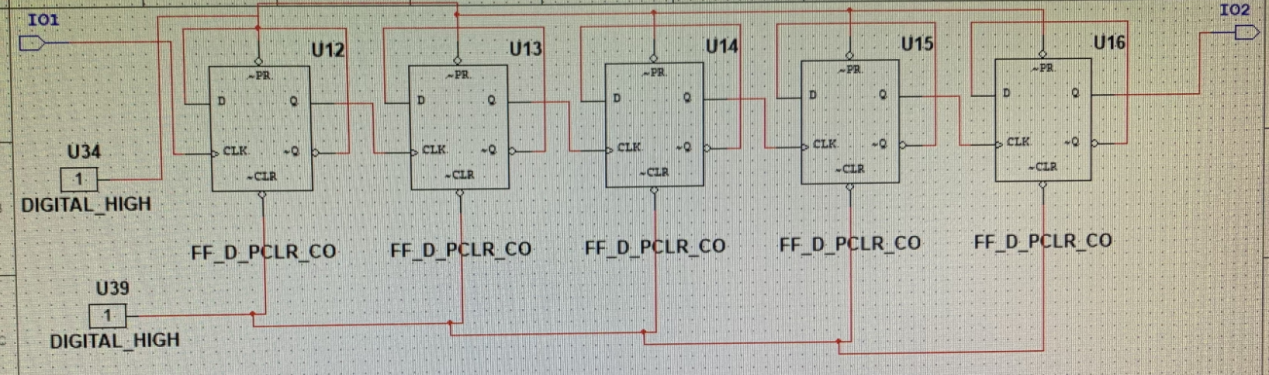 IO1
IO2
U12
U13
U14
U15
U16
~PR
~PR
~PR
~PR
~PR
D
Q
D
Q
D
Q
D
Q
D
Q
CLK
~Q
CLK
~Q
CLK
~Q
CLK
~Q
CLK
~Q
~CLR
~CLR
~CLR
~CLR
~CLR
U34
1
DIGITAL_HIGH
FF_D_PCLR_CO
FF_D_PCLR_CO
FF_D_PCLR_CO
FF_D_PCLR_CO
FF_D_PCLR_CO
U39
1
DIGITAL_HIGH